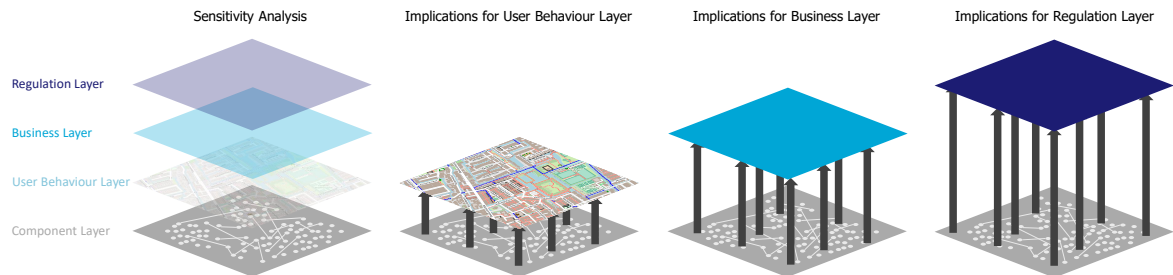 Sensitivity Analysis
Implications for User Behaviour Layer
Implications for Business Layer
Implications for Regulation Layer
Regulation Layer
Business Layer
User Behaviour Layer
Component Layer